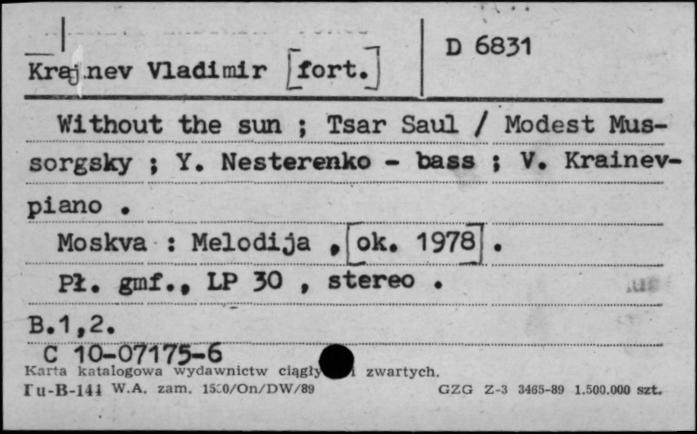 D 6831
Krajnev Vladimir [fort.]
Without the sun ; Tsar Saul / Modest Mus-
sorgsky ; Y. Nesterenko - bass ; V. Krainev-
piano .
Moskva : Melodija , [ok. 1978] .
Pł. gmf., LP 30 , stereo .
B.1,2.
C 10-07175-6
Karta katalogowa wydawnictw i zwartych.
Gu-B-144 W.A. zam. 1500/On/DW/89 GZG Z-3 3465-89 1.500.000 szt.